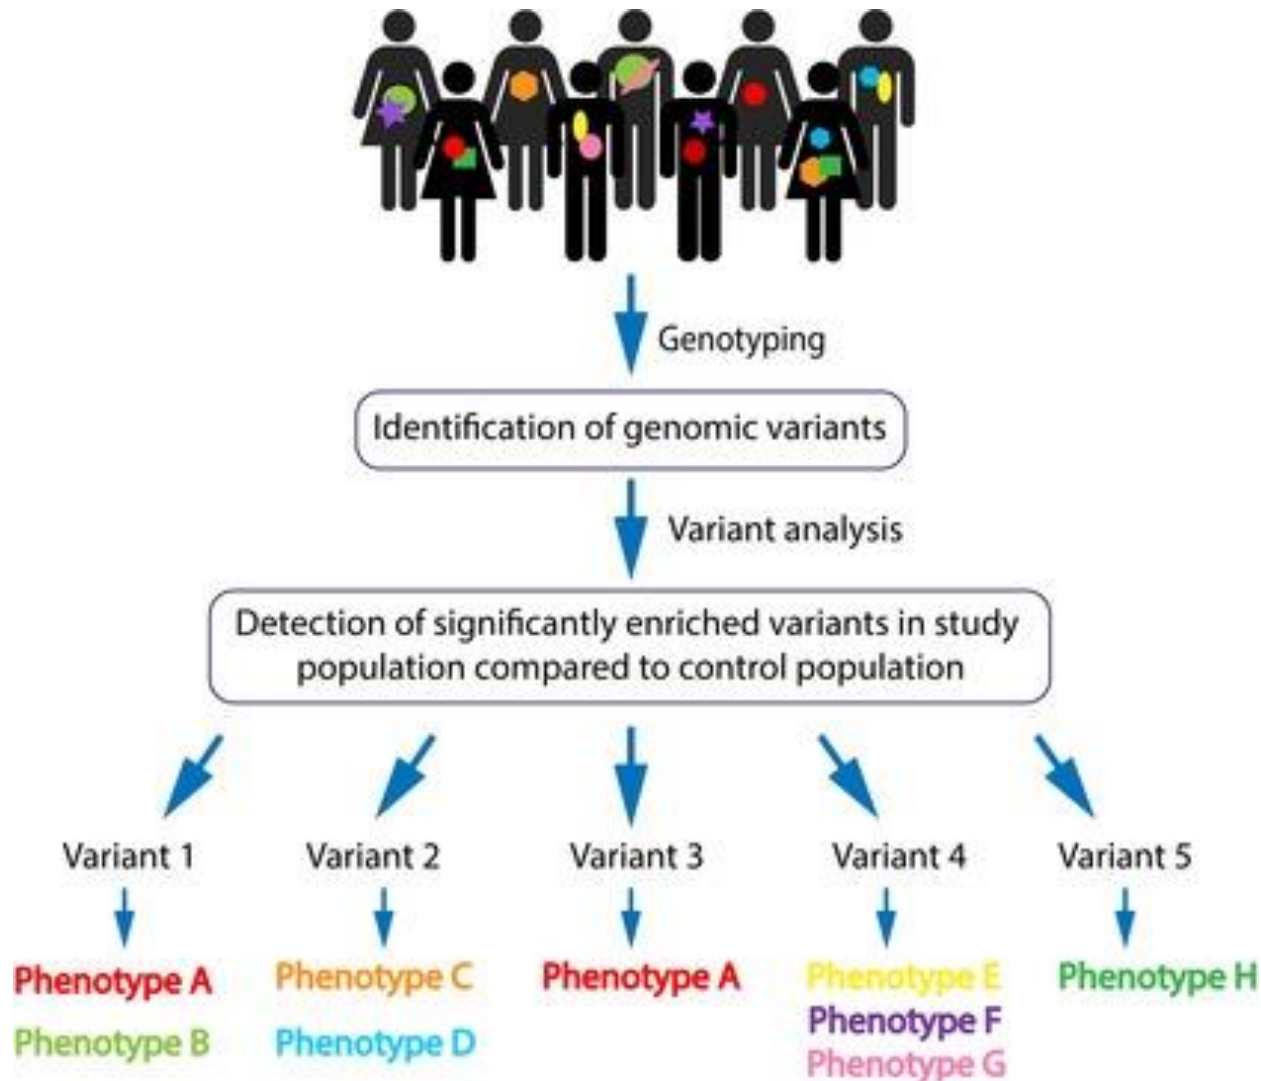 Genotyping
Identification of genomic variants
Variant analysis
Detection of significantly enriched variants in study
population compared to control population
Variant 1
Variant 2
Variant 3
Variant 4
Variant 5
Phenotype A
Phenotype B
Phenotype C
Phenotype D
Phenotype A
Phenotype E
Phenotype F
Phenotype G
Phenotype H